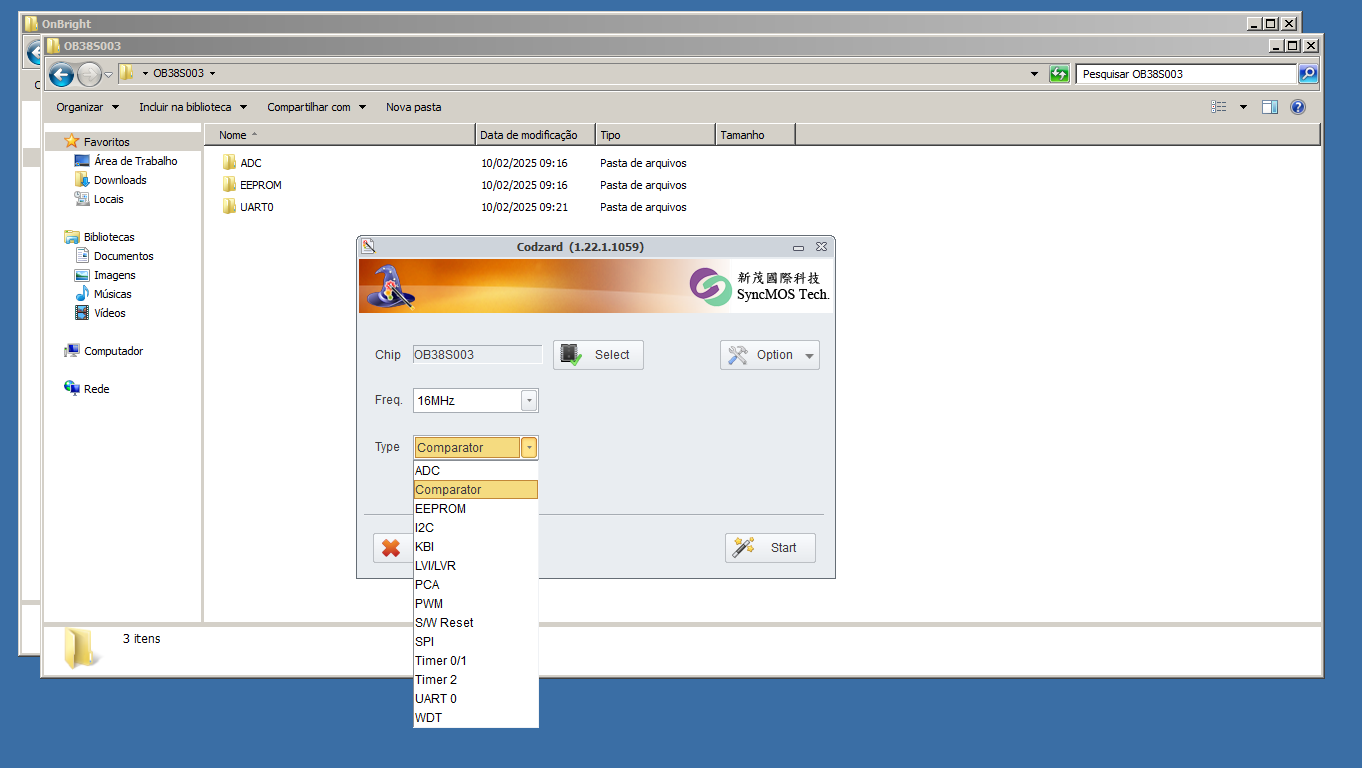 OnBright
OB38S003
OB38S003
Pesquisar OB38S003
Organizar
Incluir na biblioteca
Compartilhar com
Nova pasta
Favoritos
Área de Trabalho
Downloads
Locais
Bibliotecas
Documentos
Imagens
Músicas
Vídeos
Computador
Rede
Nome
Data de modificação
Tipo
Tamanho
ADC 10/02/2025 09:16 Pasta de arquivos
EEPROM 10/02/2025 09:16 Pasta de arquivos
UART0 10/02/2025 09:21 Pasta de arquivos
Codzard (1.22.1.1059)
新茂國際科技
SyncMOS Tech.
Chip OB38S003 Select Option
Freq. 16MHz
Type Comparator
ADC
Comparator
EEPROM
I2C
KBI
LVI/LVR
PCA
PWM
S/W Reset
SPI
Timer 0/1
Timer 2
UART 0
WDT
Start
3 itens